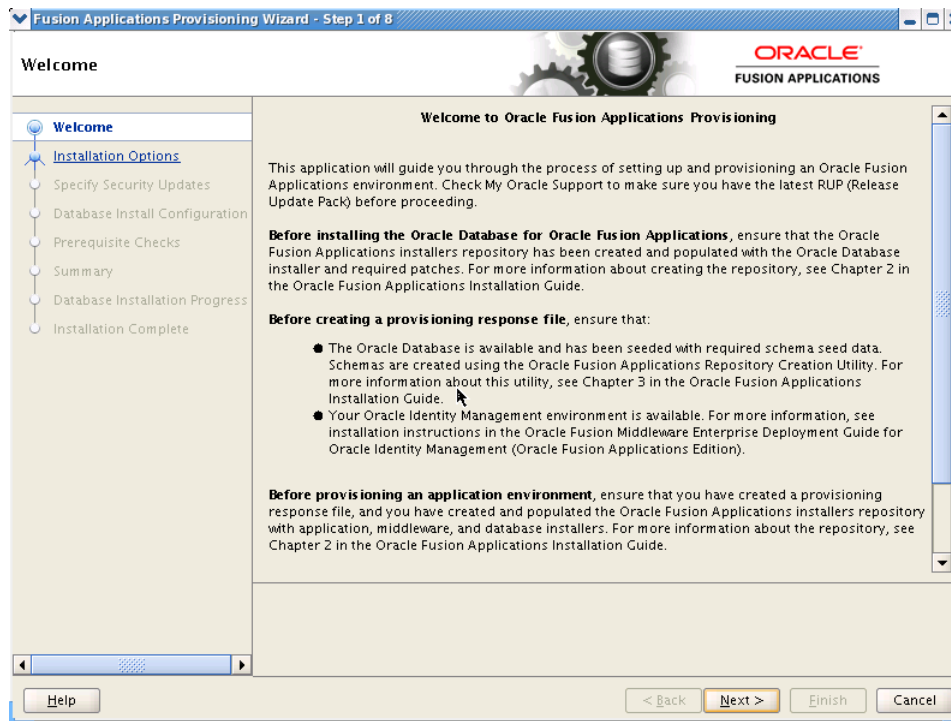 Fusion Applications Provisioning Wizard - Step 1 of 8
Welcome
ORACLE
FUSION APPLICATIONS
Welcome
Installation Options
Specify Security Updates
Database Install Configuration
Prerequisite Checks
Summary
Database Installation Progress
Installation Complete
Welcome to Oracle Fusion Applications Provisioning
This application will guide you through the process of setting up and provisioning an Oracle Fusion
Applications environment. Check My Oracle Support to make sure you have the latest RUP (Release
Update Pack) before proceeding.
Before installing the Oracle Database for Oracle Fusion Applications, ensure that the Oracle
Fusion Applications installers repository has been created and populated with the Oracle Database
installer and required patches. For more information about creating the repository, see Chapter 2 in
the Oracle Fusion Applications Installation Guide.
Before creating a provisioning response file, ensure that:
● The Oracle Database is available and has been seeded with required schema seed data.
Schemas are created using the Oracle Fusion Applications Repository Creation Utility. For
more information about this utility, see Chapter 3 in the Oracle Fusion Applications
Installation Guide.
● Your Oracle Identity Management environment is available. For more information, see
installation instructions in the Oracle Fusion Middleware Enterprise Deployment Guide for
Oracle Identity Management (Oracle Fusion Applications Edition).
Before provisioning an application environment, ensure that you have created a provisioning
response file, and you have created and populated the Oracle Fusion Applications installers repository
with application, middleware, and database installers. For more information about the repository, see
Chapter 2 in the Oracle Fusion Applications Installation Guide.
Help
< Back
Next >
Finish
Cancel